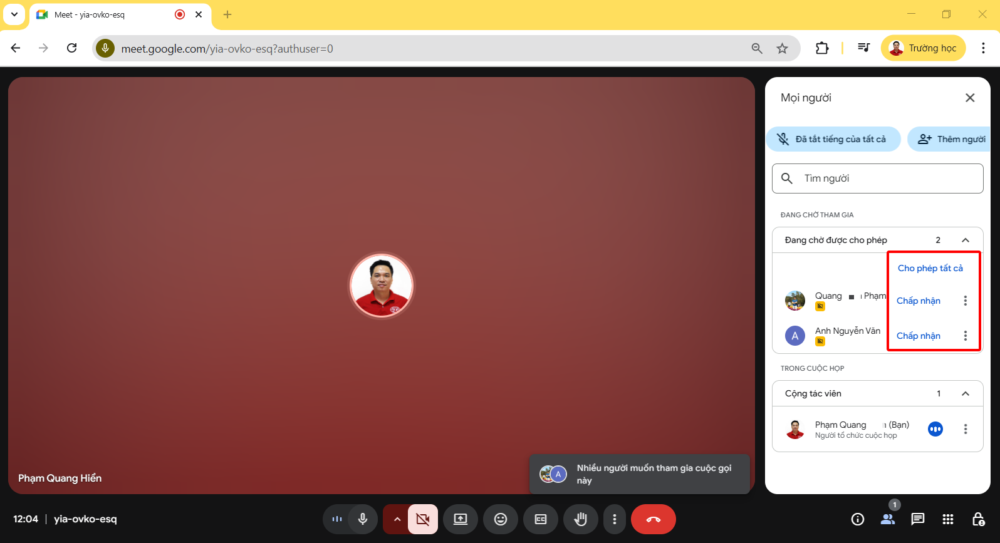 Meet - yia-ovko-esq
meet.google.com/yia-ovko-esq?authuser=0
Trường học
Mọi người
Đã tắt tiếng của tất cả
Thêm người
Tìm người
ĐANG CHỜ THAM GIA
Đang chờ được cho phép 2
Cho phép tất cả
Quang Phạm
Chấp nhận
A
Anh Nguyễn Văn
Chấp nhận
TRONG CUỘC HỌP
Cộng tác viên 1
Phạm Quang (Bạn)
Người tổ chức cuộc họp
Phạm Quang Hiển
A
Nhiều người muốn tham gia cuộc gọi
này
12:04 | yia-ovko-esq
CC
1